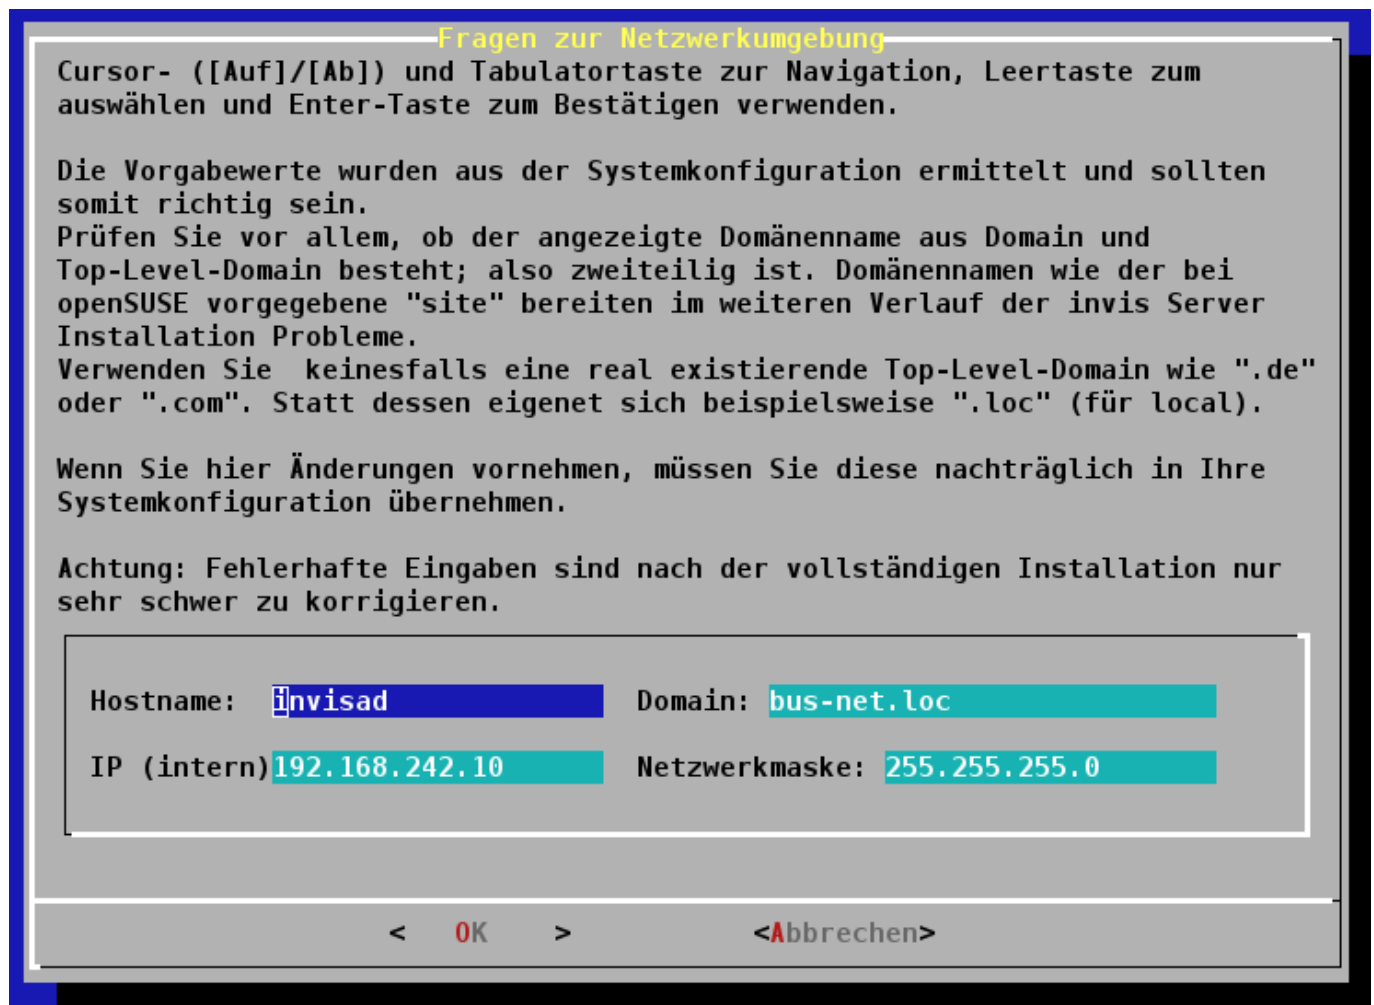 Fragen zur Netzwerkumgebung
Cursor- ([Auf]/[Ab]) und Tabulatortaste zur Navigation, Leertaste zum
auswählen und Enter-Taste zum Bestätigen verwenden.
Die Vorgabewerte wurden aus der Systemkonfiguration ermittelt und sollten
somit richtig sein.
Prüfen Sie vor allem, ob der angezeigte Domänenname aus Domain und
Top-Level-Domain besteht; also zweiteilig ist. Domänennamen wie der bei
openSUSE vorgegebene "site" bereiten im weiteren Verlauf der invis Server
Installation Probleme.
Verwenden Sie  keinesfalls eine real existierende Top-Level-Domain wie ".de"
oder ".com". Statt dessen eigenet sich beispielsweise ".loc" (für local).
Wenn Sie hier Änderungen vornehmen, müssen Sie diese nachträglich in Ihre
Systemkonfiguration übernehmen.
Achtung: Fehlerhafte Eingaben sind nach der vollständigen Installation nur
sehr schwer zu korrigieren.
Hostname: invisad Domain: bus-net.loc
IP (intern) 192.168.242.10 Netzwerkmaske: 255.255.255.0
< OK > <Abbrechen>